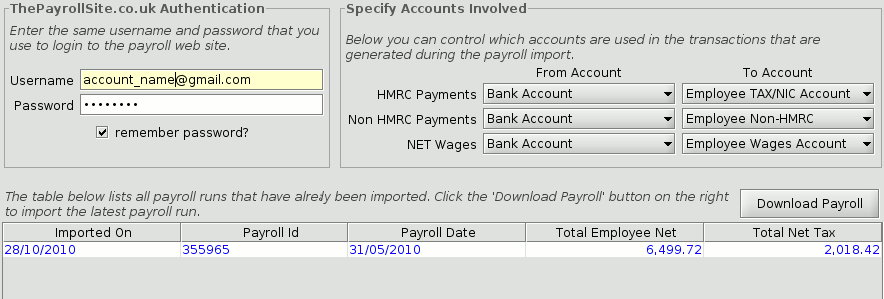 ThePayrollSite.co.uk Authentication
Enter the same username and password that you
use to login to the payroll web site.
Username account_name@gmail.com
Password ••••••••
remember password?
Specify Accounts Involved
Below you can control which accounts are used in the transactions that are
generated during the payroll import.
From Account To Account
HMRC Payments Bank Account Employee TAX/NIC Account
Non HMRC Payments Bank Account Employee Non-HMRC
NET Wages Bank Account Employee Wages Account
The table below lists all payroll runs that have alrejy been imported. Click the 'Download Payroll' button on the right
to import the latest payroll run.
Download Payroll
Imported On Payroll Id Payroll Date Total Employee Net Total Net Tax
28/10/2010 355965 31/05/2010 6,499.72 2,018.42